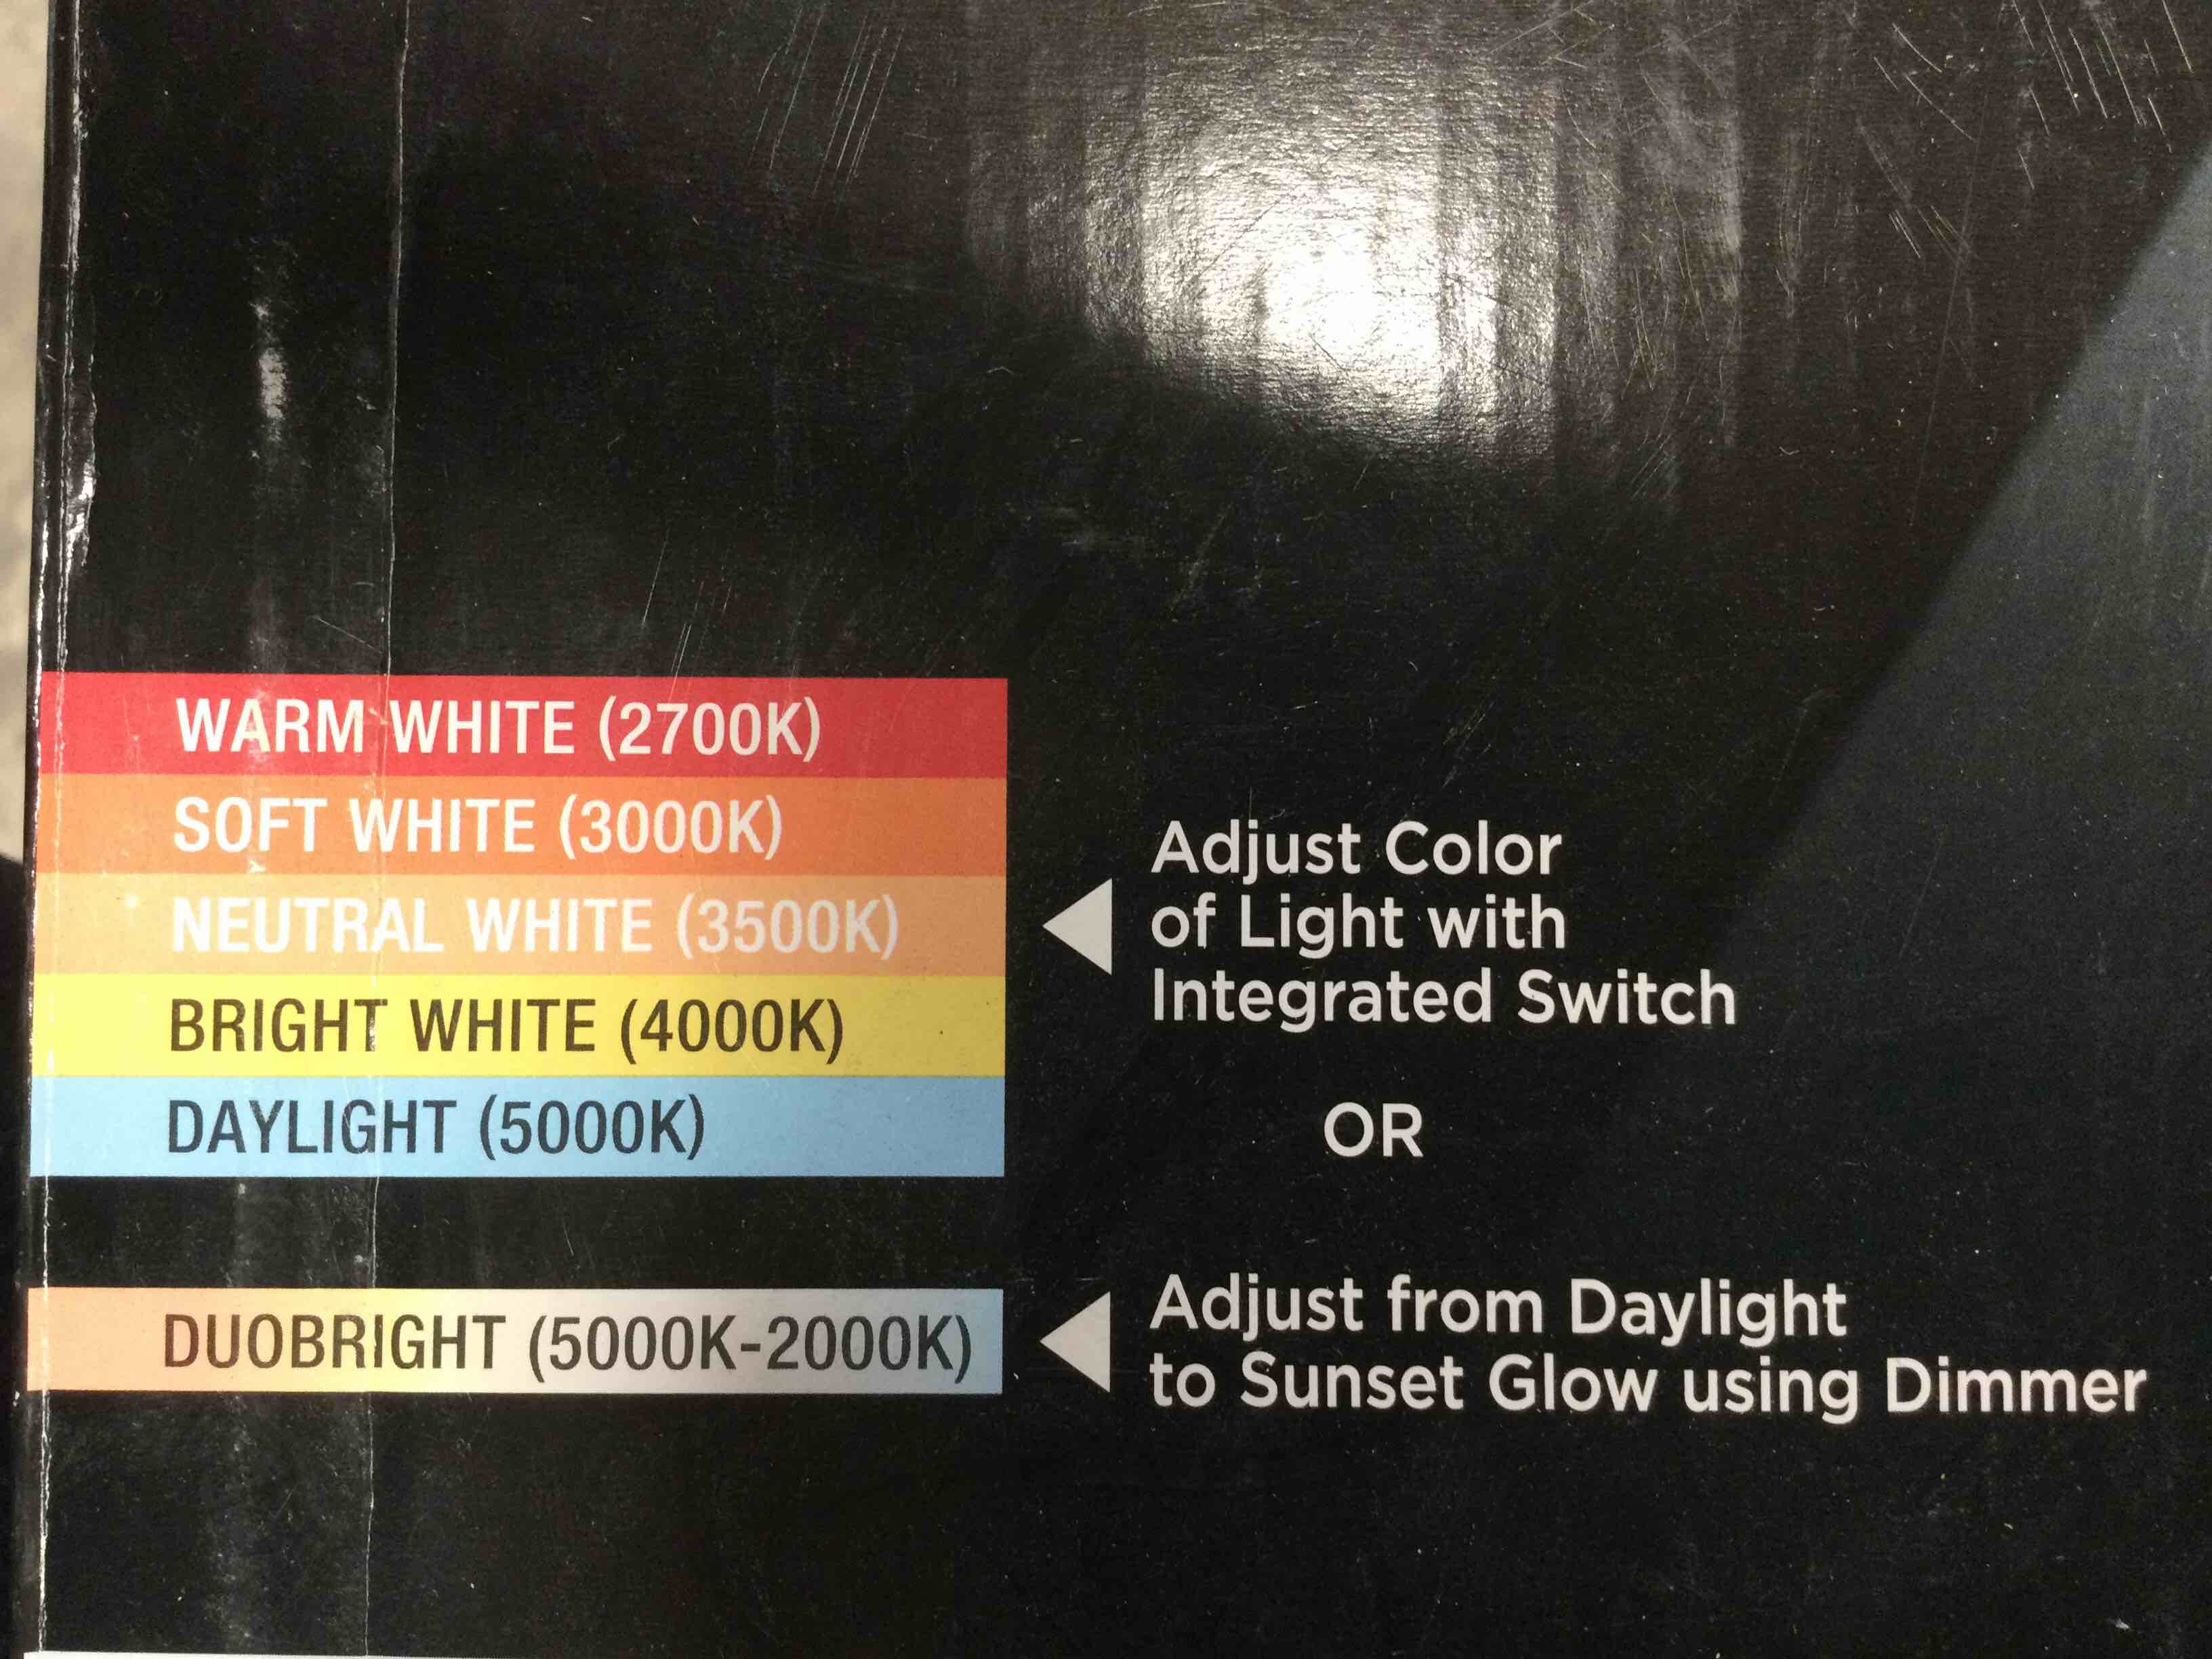 WARM WHITE (2700K)
SOFT WHITE (3000K)
NEUTRAL WHITE (3500K)
BRIGHT WHITE (4000K)
DAYLIGHT (5000K)
Adjust Color
of Light with
Integrated Switch
OR
DUOBRIGHT (5000K-2000K)
Adjust from Daylight
to Sunset Glow using Dimmer